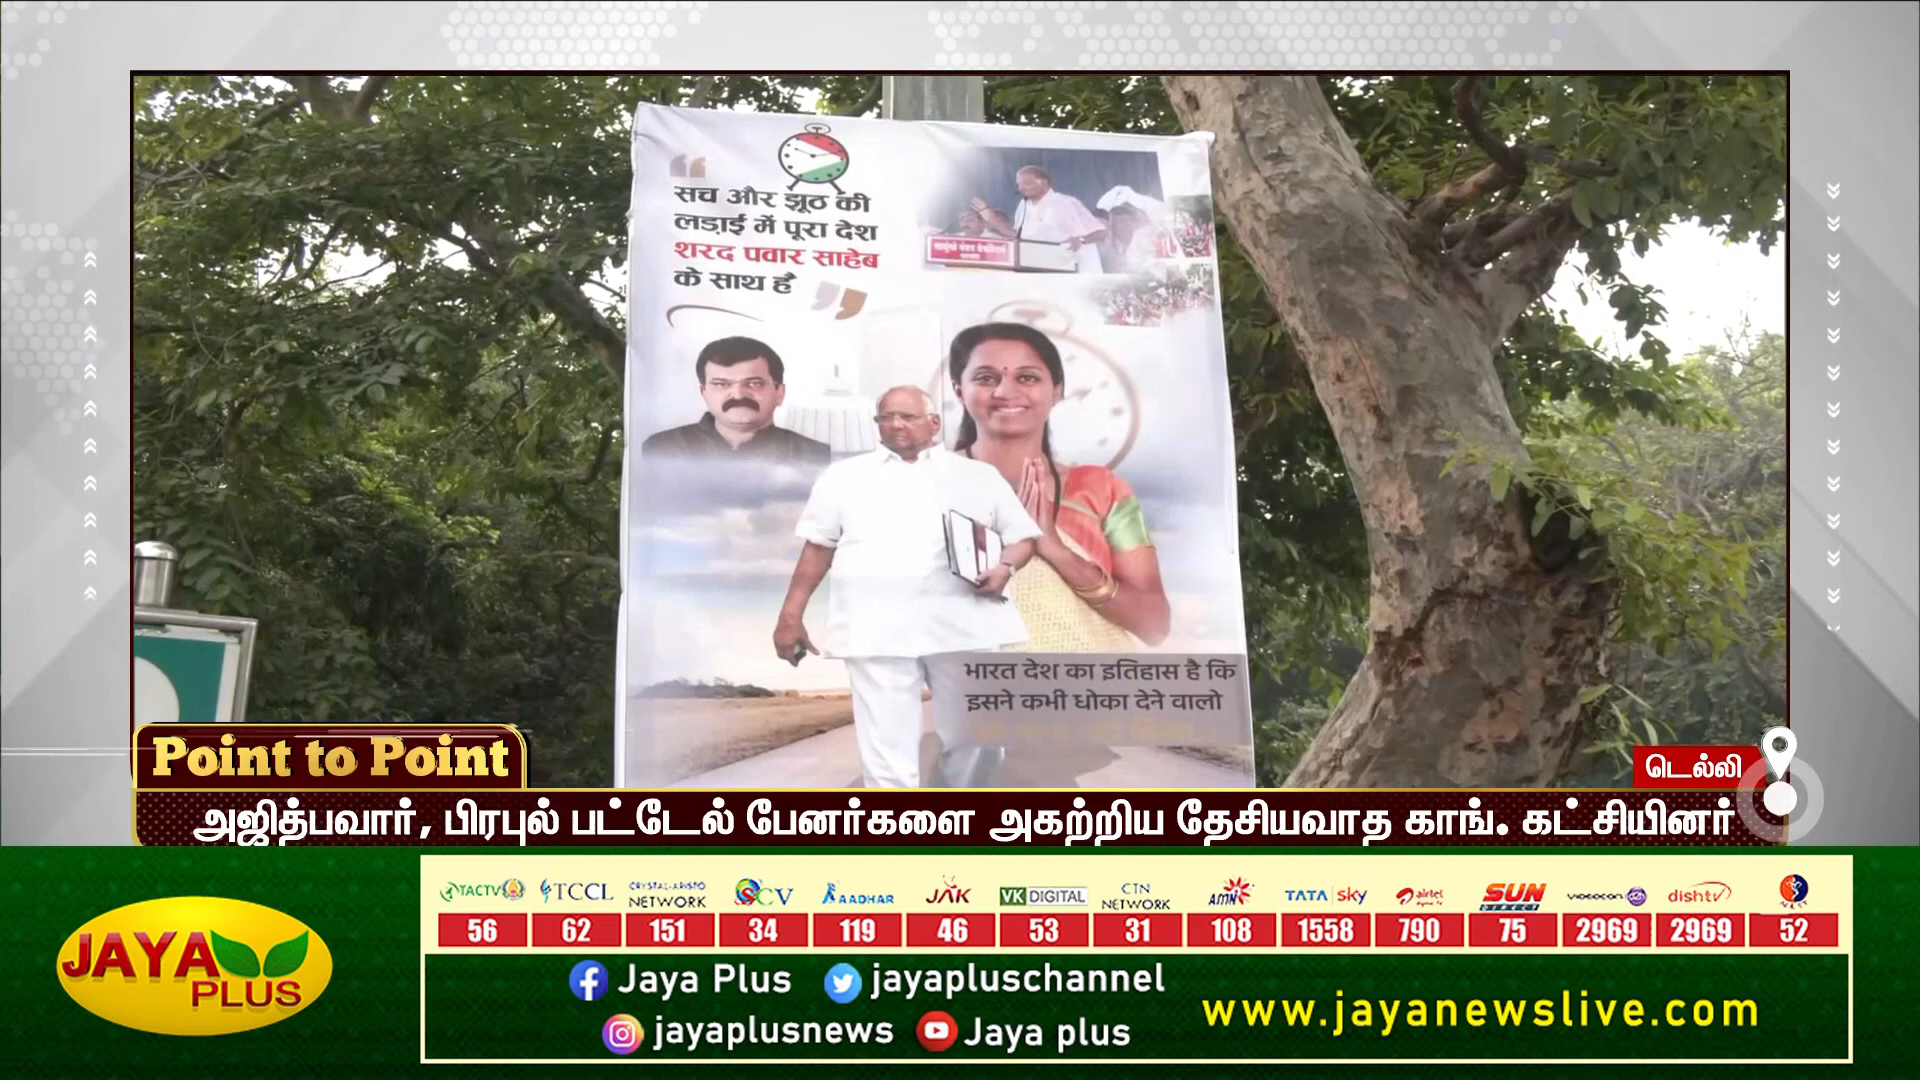 सच और झूठ की
लड़ाई में पूरा देश
शरद पवार साहेब
के साथ हैं
भारत देश का इतिहास है कि
इसने कभी धोका देने वालो
Point to Point
டெல்லி
அஜித்பவார், பிரபுல் பட்டேல் பேனர்களை அகற்றிய தேசியவாத காங். கட்சியினர்
TACTV TCCL CRYSTAL-ARISTO NETWORK SCV AADHAR JAK VK DIGITAL CTN NETWORK AMN TATA sky airtel SUN DIRECT VIDEOCON dishtv
56 62 151 34 119 46 53 31 108 1558 790 75 2969 2969 52
JAYA PLUS
Jaya Plus jayapluschannel
jayaplusnews Jaya plus
www.jayanewslive.com